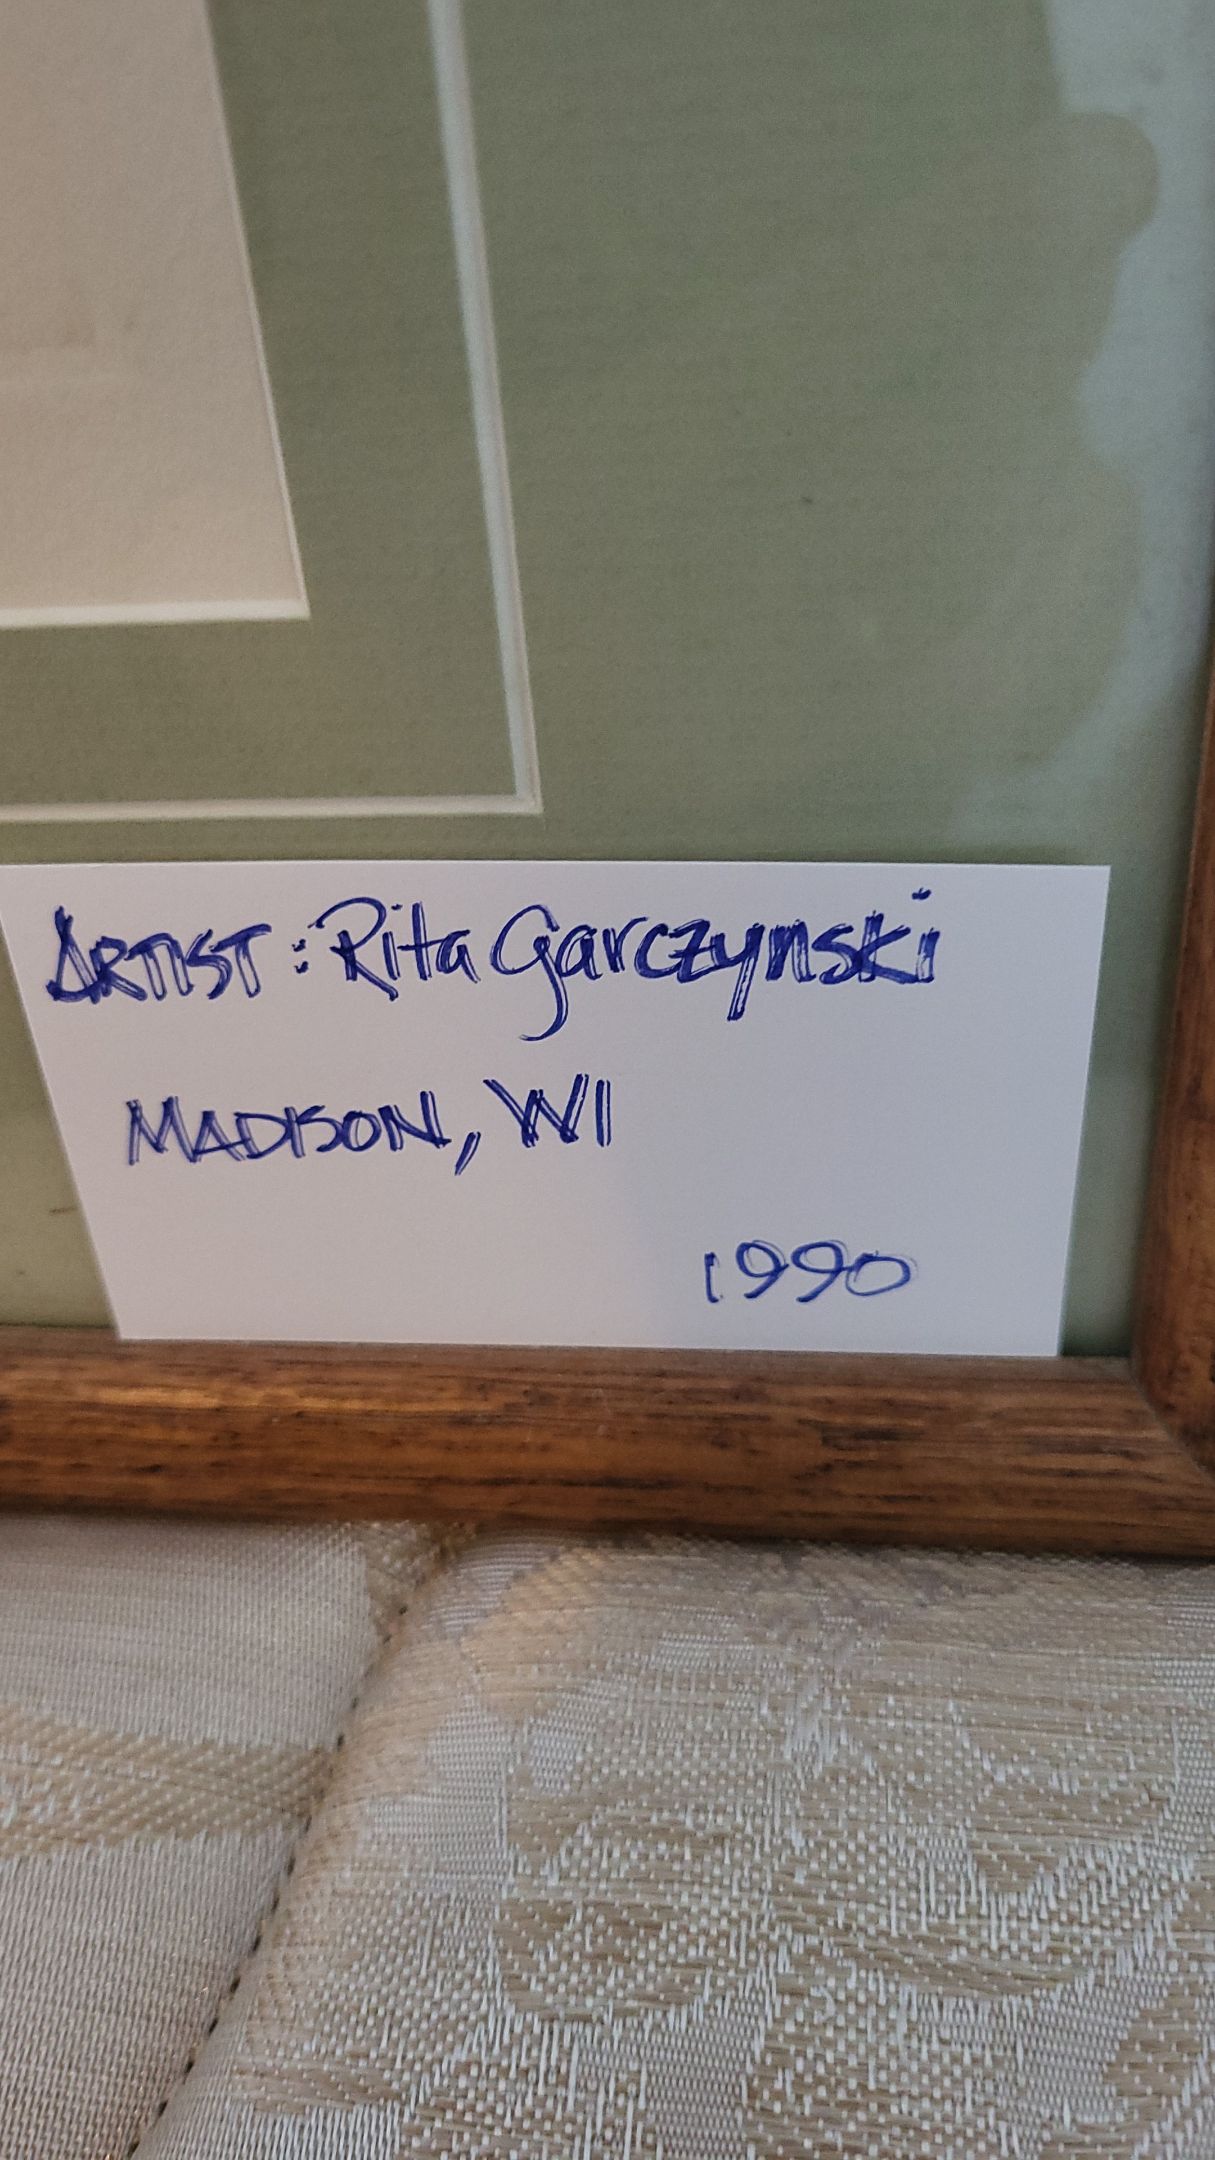 ARTIST: Rita Garczynski
MADISON, WI
1990